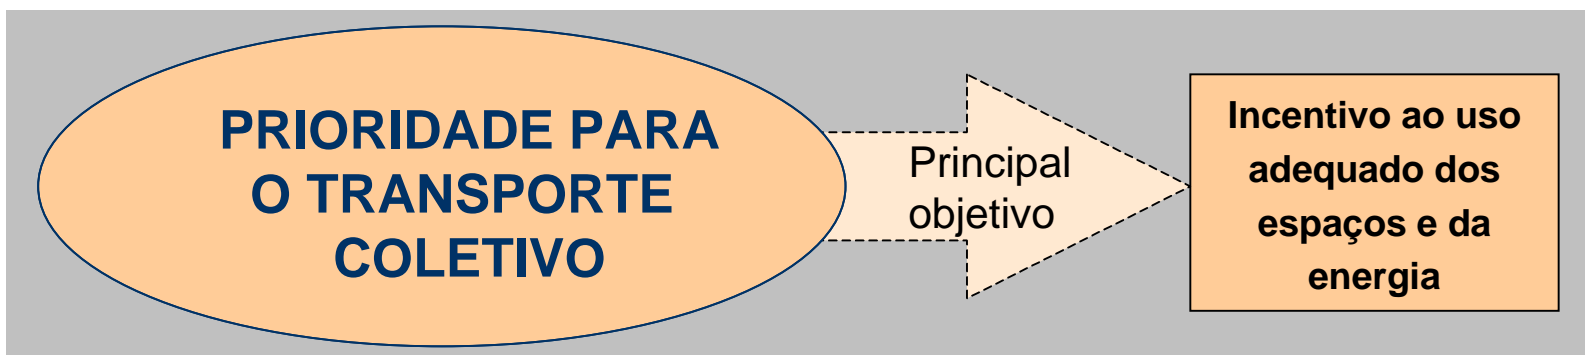 PRIORIDADE PARA
O TRANSPORTE
COLETIVO
Principal
objetivo
Incentivo ao uso
adequado dos
espaços e da
energia